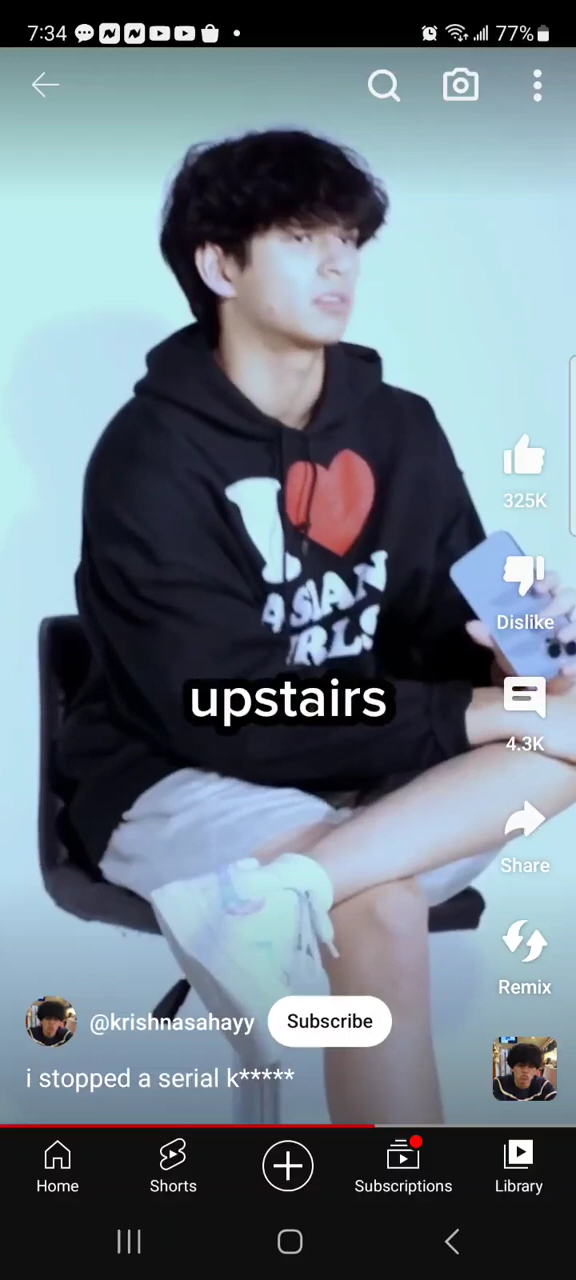 7:34
77%
I
ASIAN
GIRLS
upstairs
325K
Dislike
4.3K
Share
Remix
@krishnasahayy
Subscribe
i stopped a serial k*****
Home
Shorts
Subscriptions
Library